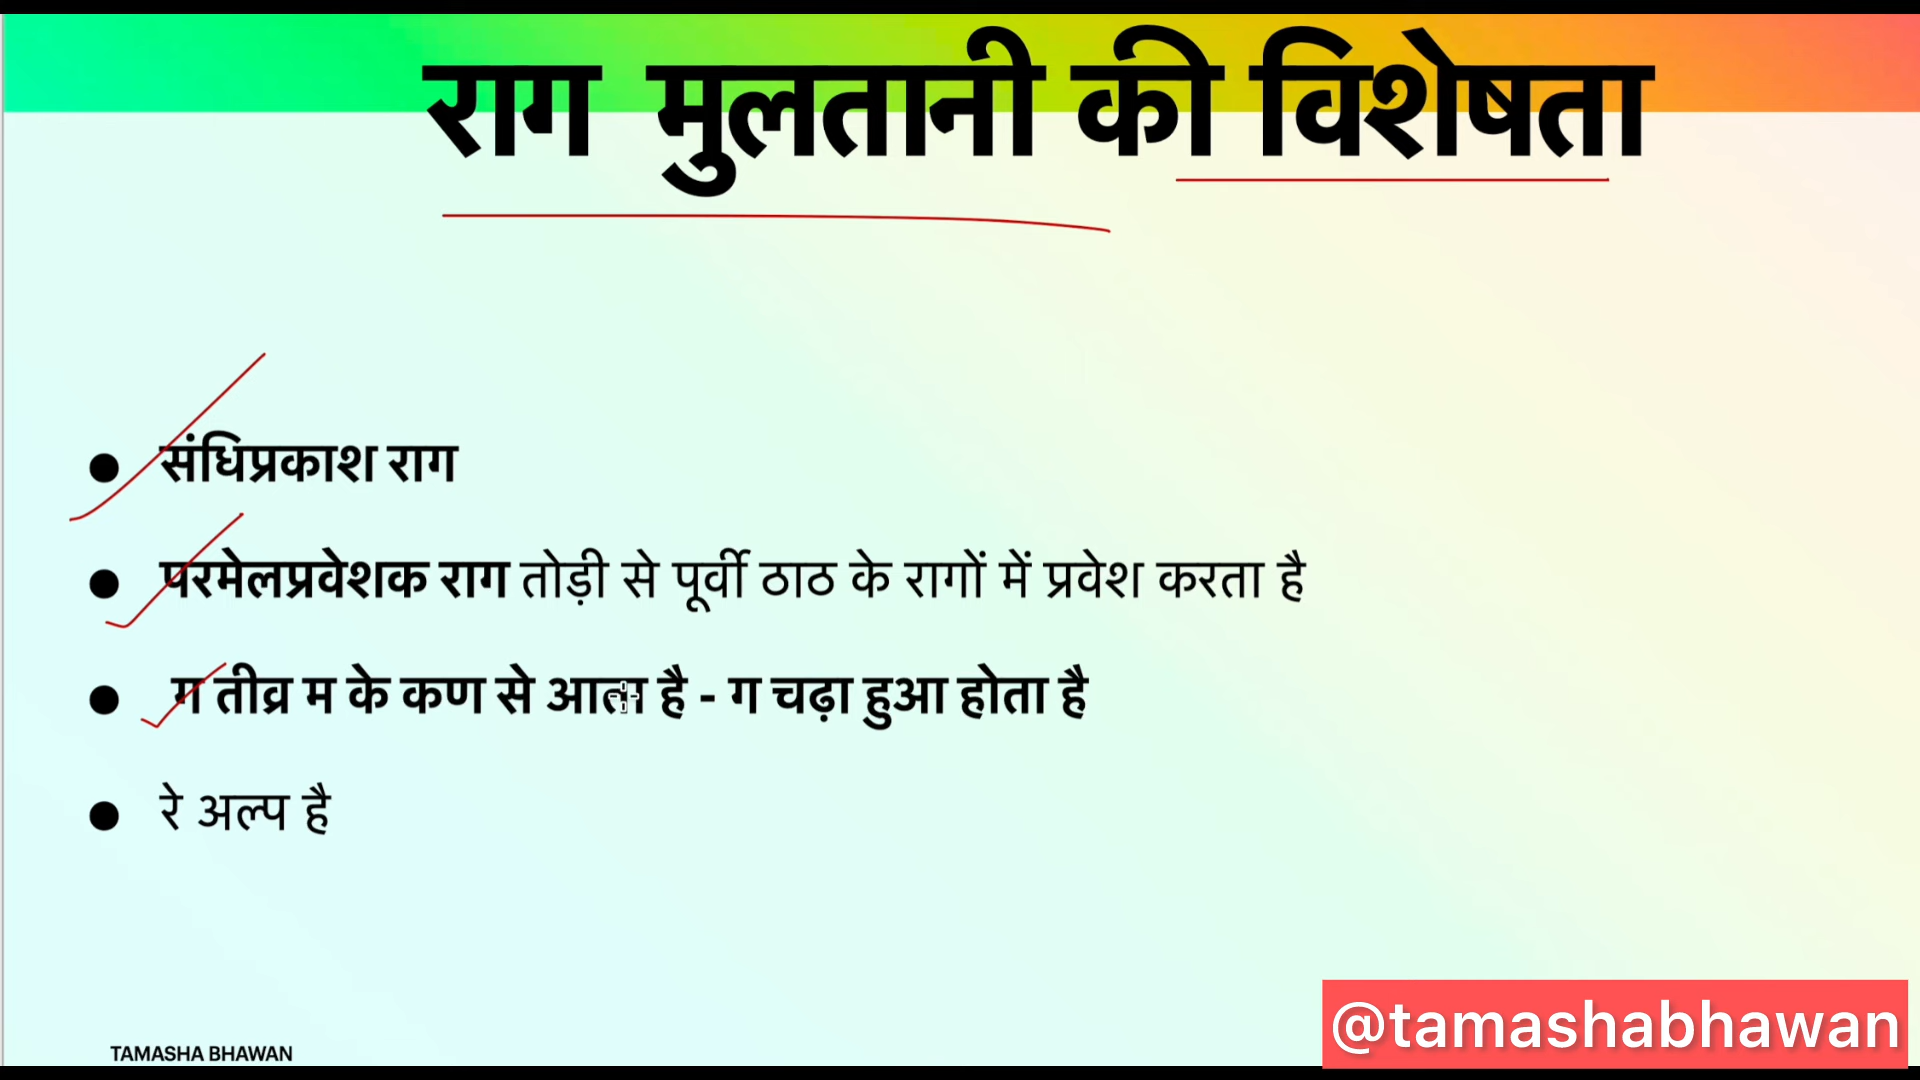 राग मुलतानी की विशेषता
● संधिप्रकाश राग
● परमेलप्रवेशक राग तोड़ी से पूर्वी ठाठ के रागों में प्रवेश करता है
● ग तीव्र म के कण से आता है - ग चढ़ा हुआ होता है
● रे अल्प है
TAMASHA BHAWAN
@tamashabhawan